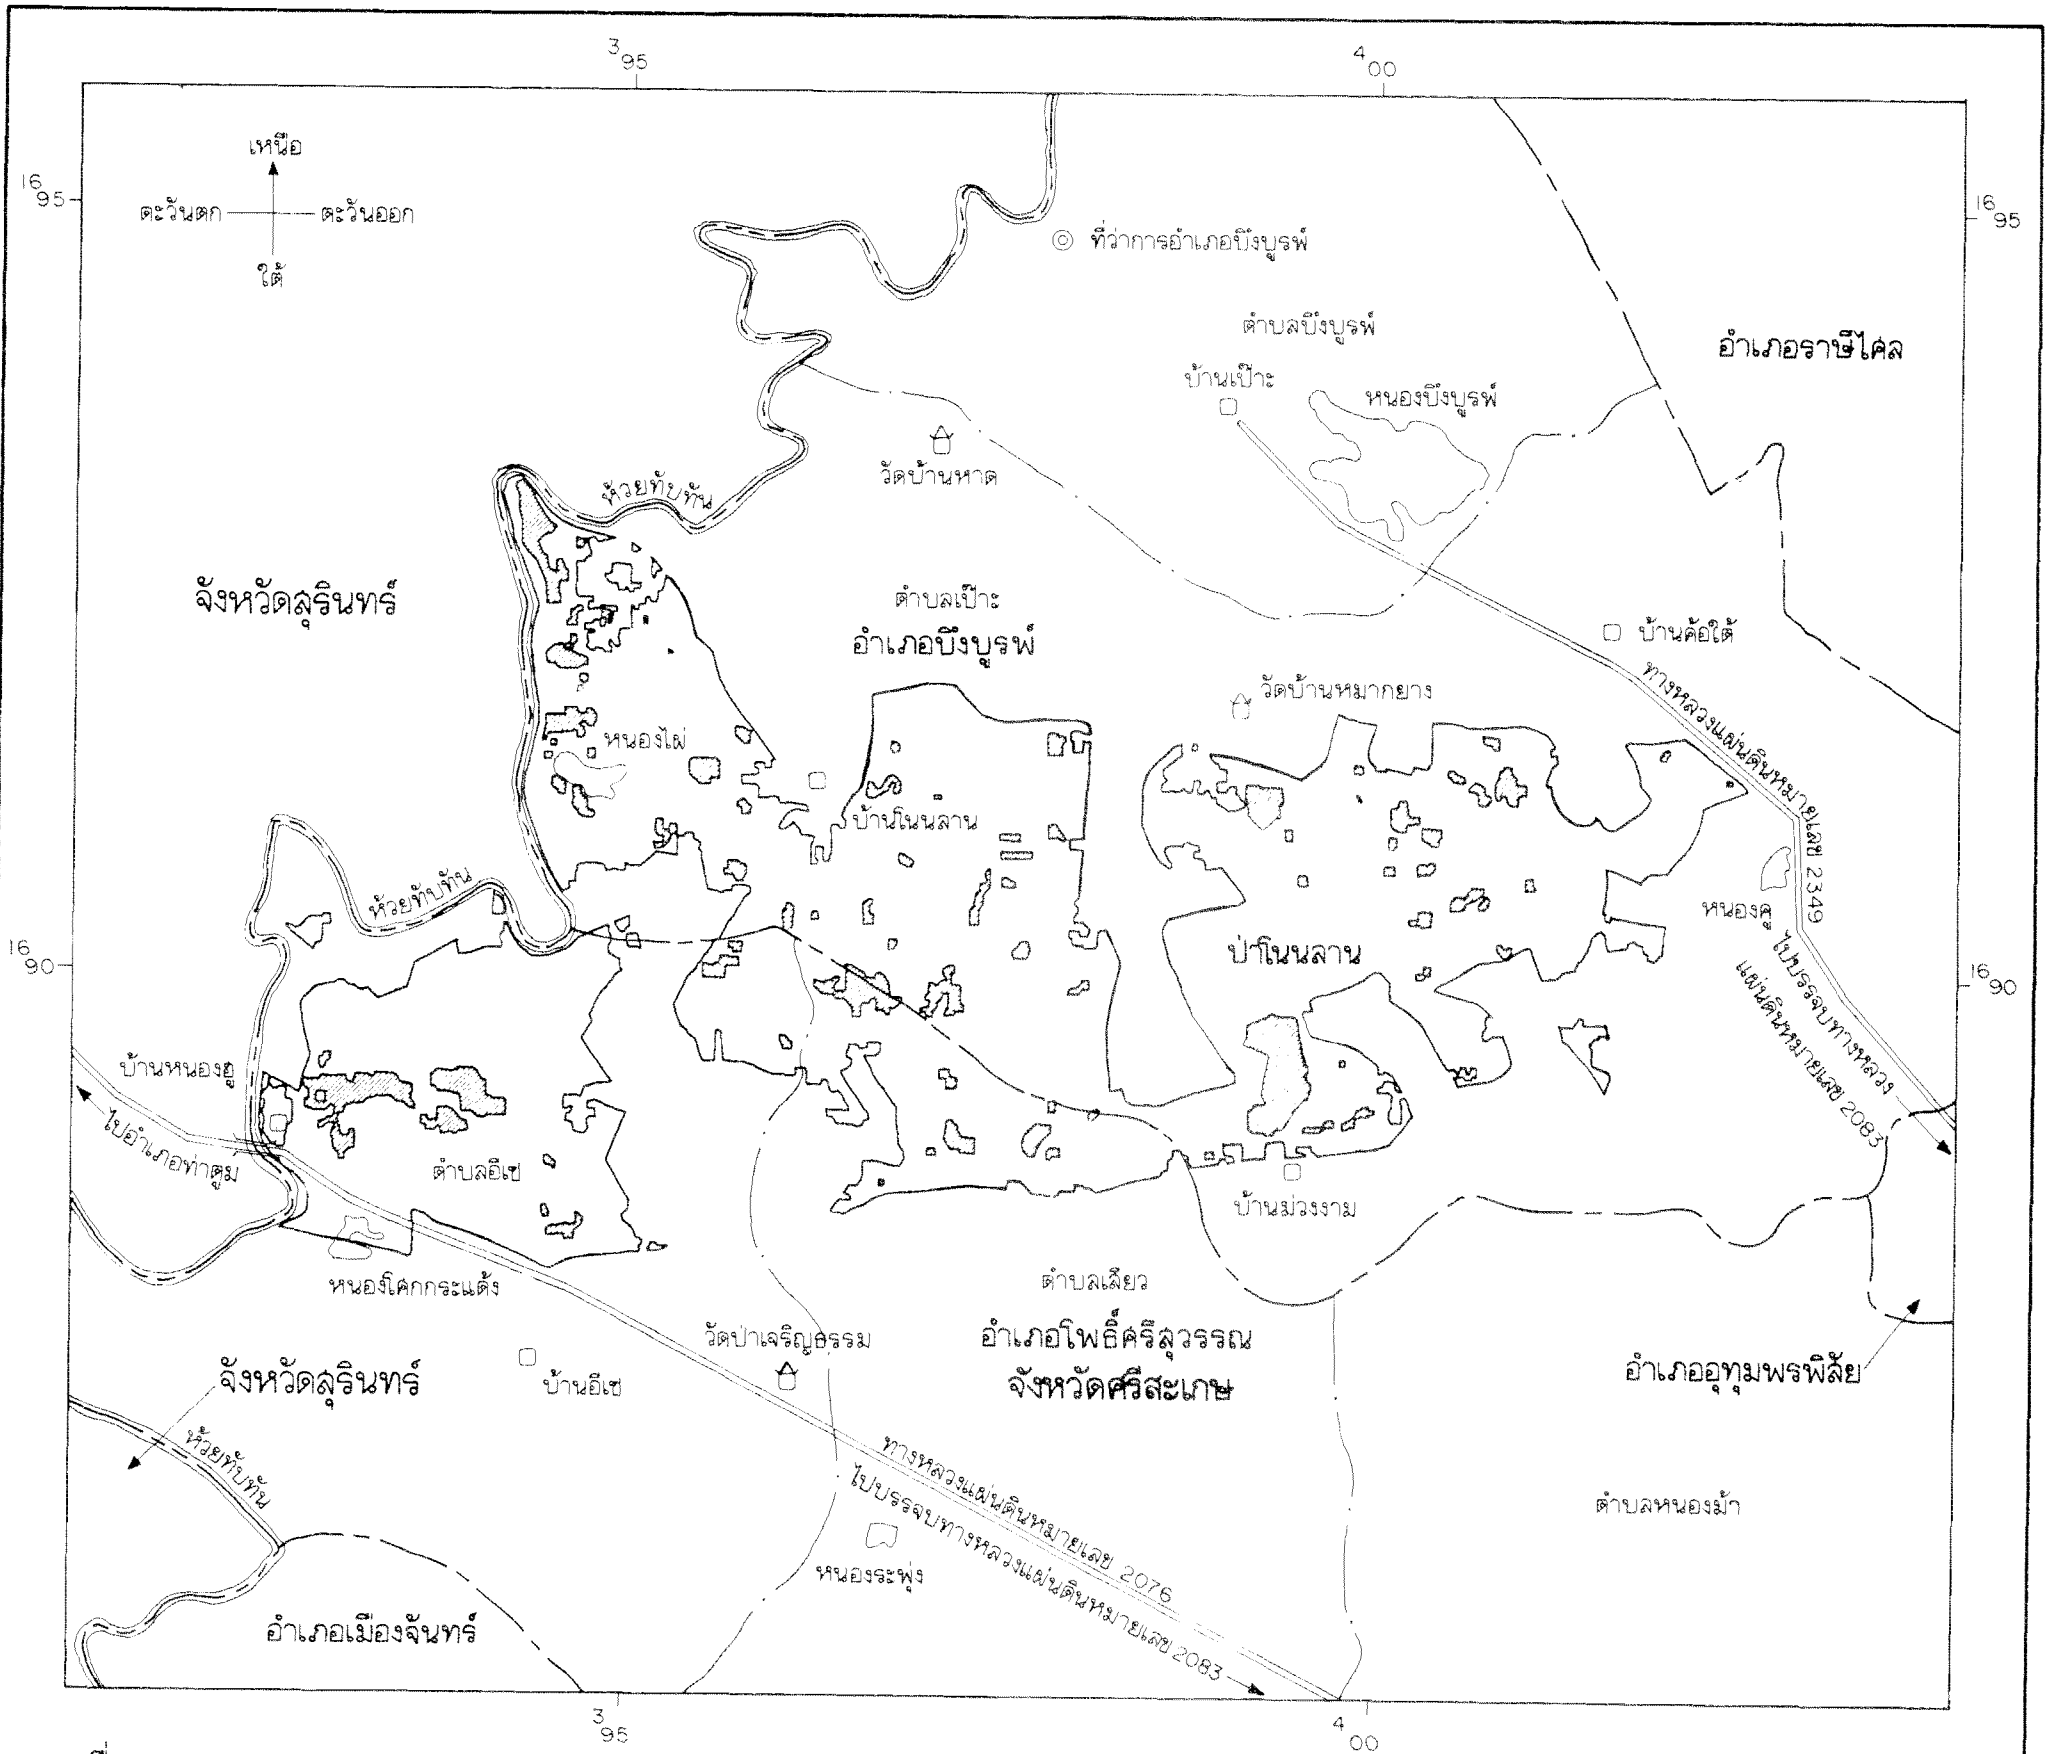 3
95
4
00
เหนือ
ตะวันตก
ตะวันออก
ใต้
16
95
16
95
ที่ว่าการอำเภอบึงบูรพ์
ตำบลบึงบูรพ์
อำเภอราษีไศล
บ้านเป๊าะ
หนองบึงบูรพ์
วัดบ้านหาด
ห้วยทับทัน
จังหวัดสุรินทร์
ตำบลเป๊าะ
อำเภอบึงบูรพ์
บ้านค้อใต้
วัดบ้านหมากยาง
ทางหลวงแผ่นดินหมายเลข 2349
หนองไผ่
บ้านโนนลาน
ห้วยทับทัน
หนองคู
ป่าโนนลาน
16
90
16
90
ไปบรรจบทางหลวง
แผ่นดินหมายเลข 2083
บ้านหนองอู
ไปอำเภอท่าตูม
ตำบลอีเซ
บ้านม่วงงาม
หนองโคกกระแด้ง
ตำบลเสียว
วัดป่าเจริญธรรม
อำเภอโพธิ์ศรีสุวรรณ
จังหวัดศรีสะเกษ
จังหวัดสุรินทร์
บ้านอีเซ
อำเภออุทุมพรพิสัย
ห้วยทับทัน
ทางหลวงแผ่นดินหมายเลข 2076
ไปบรรจบทางหลวงแผ่นดินหมายเลข 2083
ตำบลหนองม้า
หนองระพุ่ง
อำเภอเมืองจันทร์
3
95
4
00